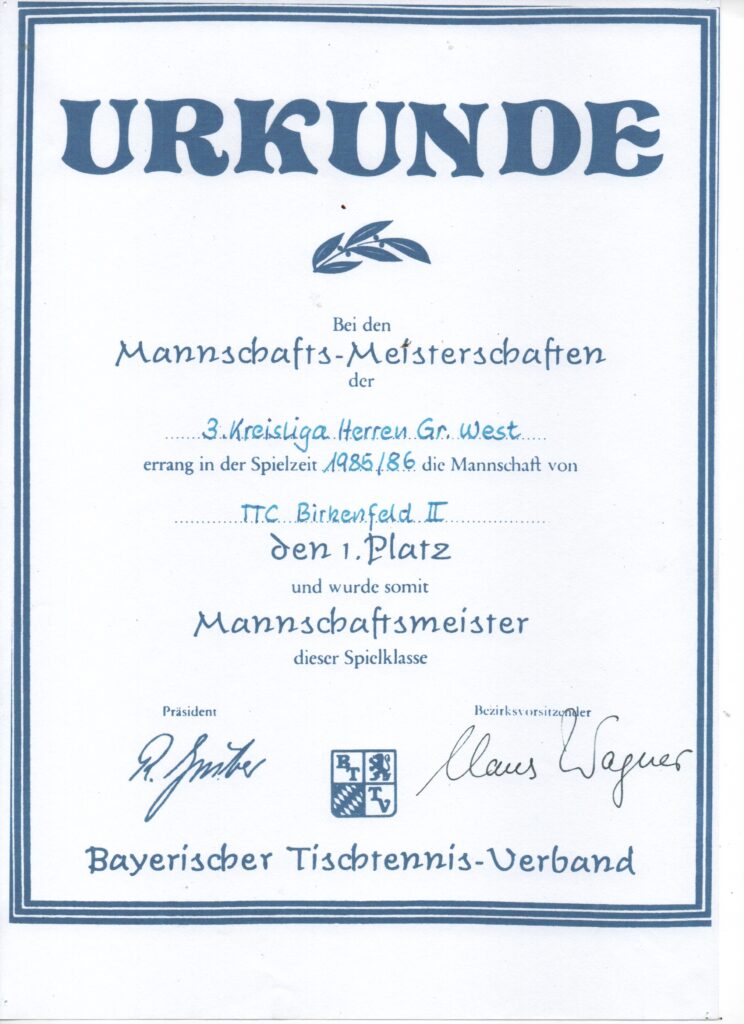 URKUNDE
Bei den
Mannschafts-Meisterschaften
der
3. Kreisliga Herren Gr. West
errang in der Spielzeit 1985/86 die Mannschaft von
TTC Birkenfeld II
den 1. Platz
und wurde somit
Mannschaftsmeister
dieser Spielklasse
Präsident
Bezirksvorsitzender
R. Gruber
Klaus Wagner
B T
T V
Bayerischer Tischtennis-Verband